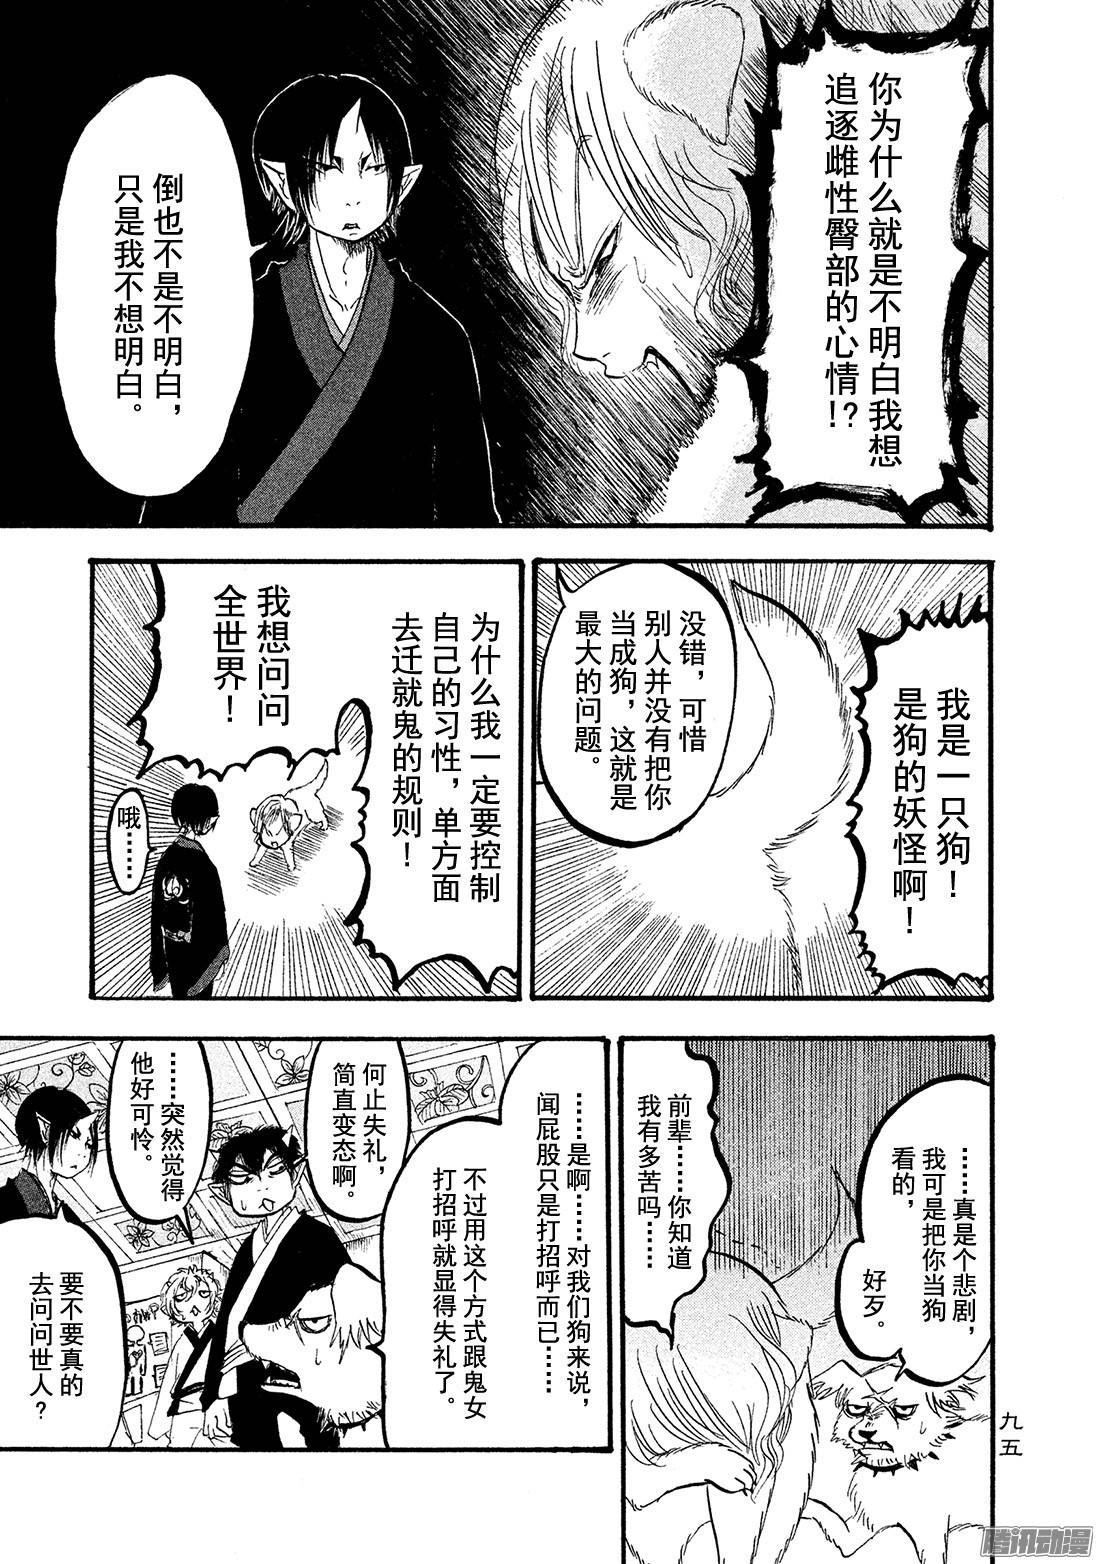 你为什么就是不明白我想
追逐雌性臀部的心情!?
倒也不是不明白，
只是我不想明白。
我是一只狗！
是狗的妖怪啊！
没错，可惜
别人并没有把你
当成狗，这就是
最大的问题。
为什么我一定要控制
自己的习性，单方面
去迁就鬼的规则！
我想问问
全世界！
哦……
……真是个悲剧，
我可是把你当狗
看的，
好歹。
前辈……你知道
我有多苦吗……
……是啊……对我们狗来说，
闻屁股只是打招呼而已……
不过用这个方式跟鬼女
打招呼就显得失礼了。
何止失礼，
简直变态啊。
……突然觉得
他好可怜。
要不要真的
去问问世人？
九五
腾讯动漫